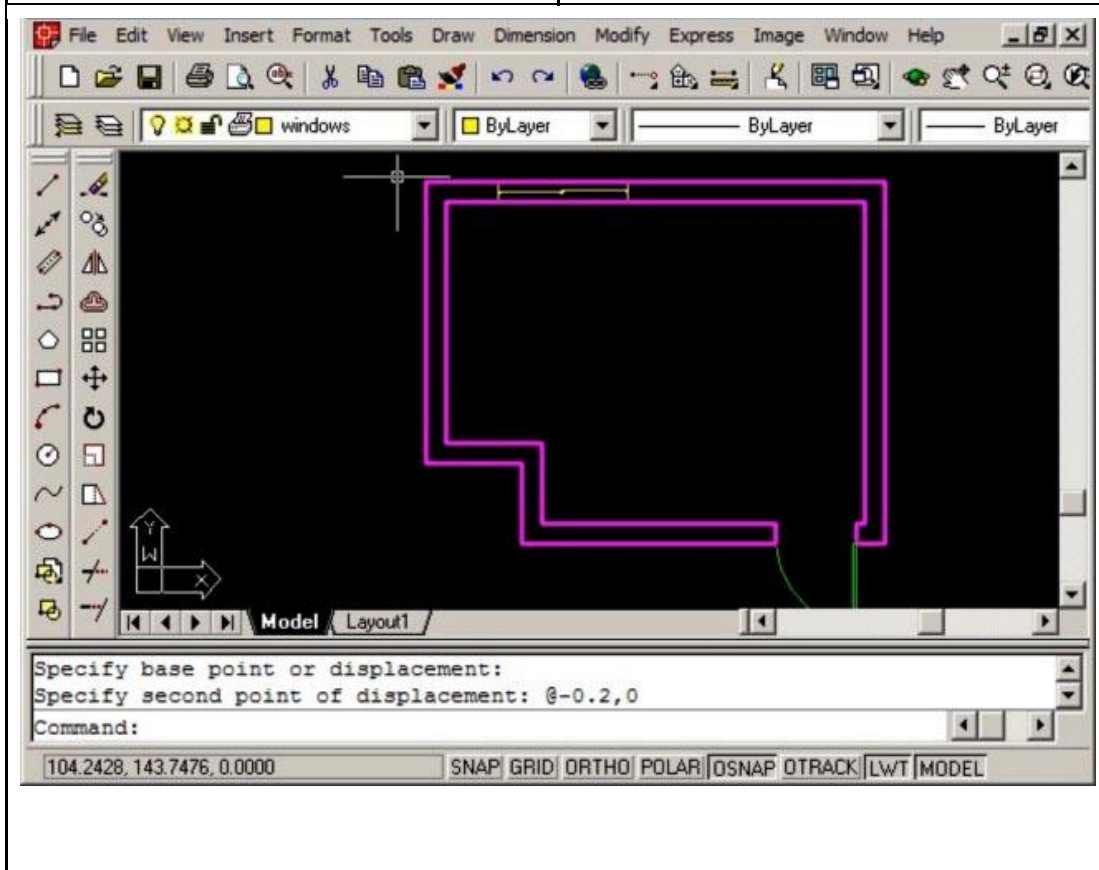 File Edit View Insert Format Tools Draw Dimension Modify Express Image Window Help
windows ByLayer ByLayer ByLayer
Y
W
X
Model Layout1
Specify base point or displacement:
Specify second point of displacement: @-0.2,0
Command:
104.2428, 143.7476, 0.0000 SNAP GRID ORTHO POLAR OSNAP OTRACK LWT MODEL